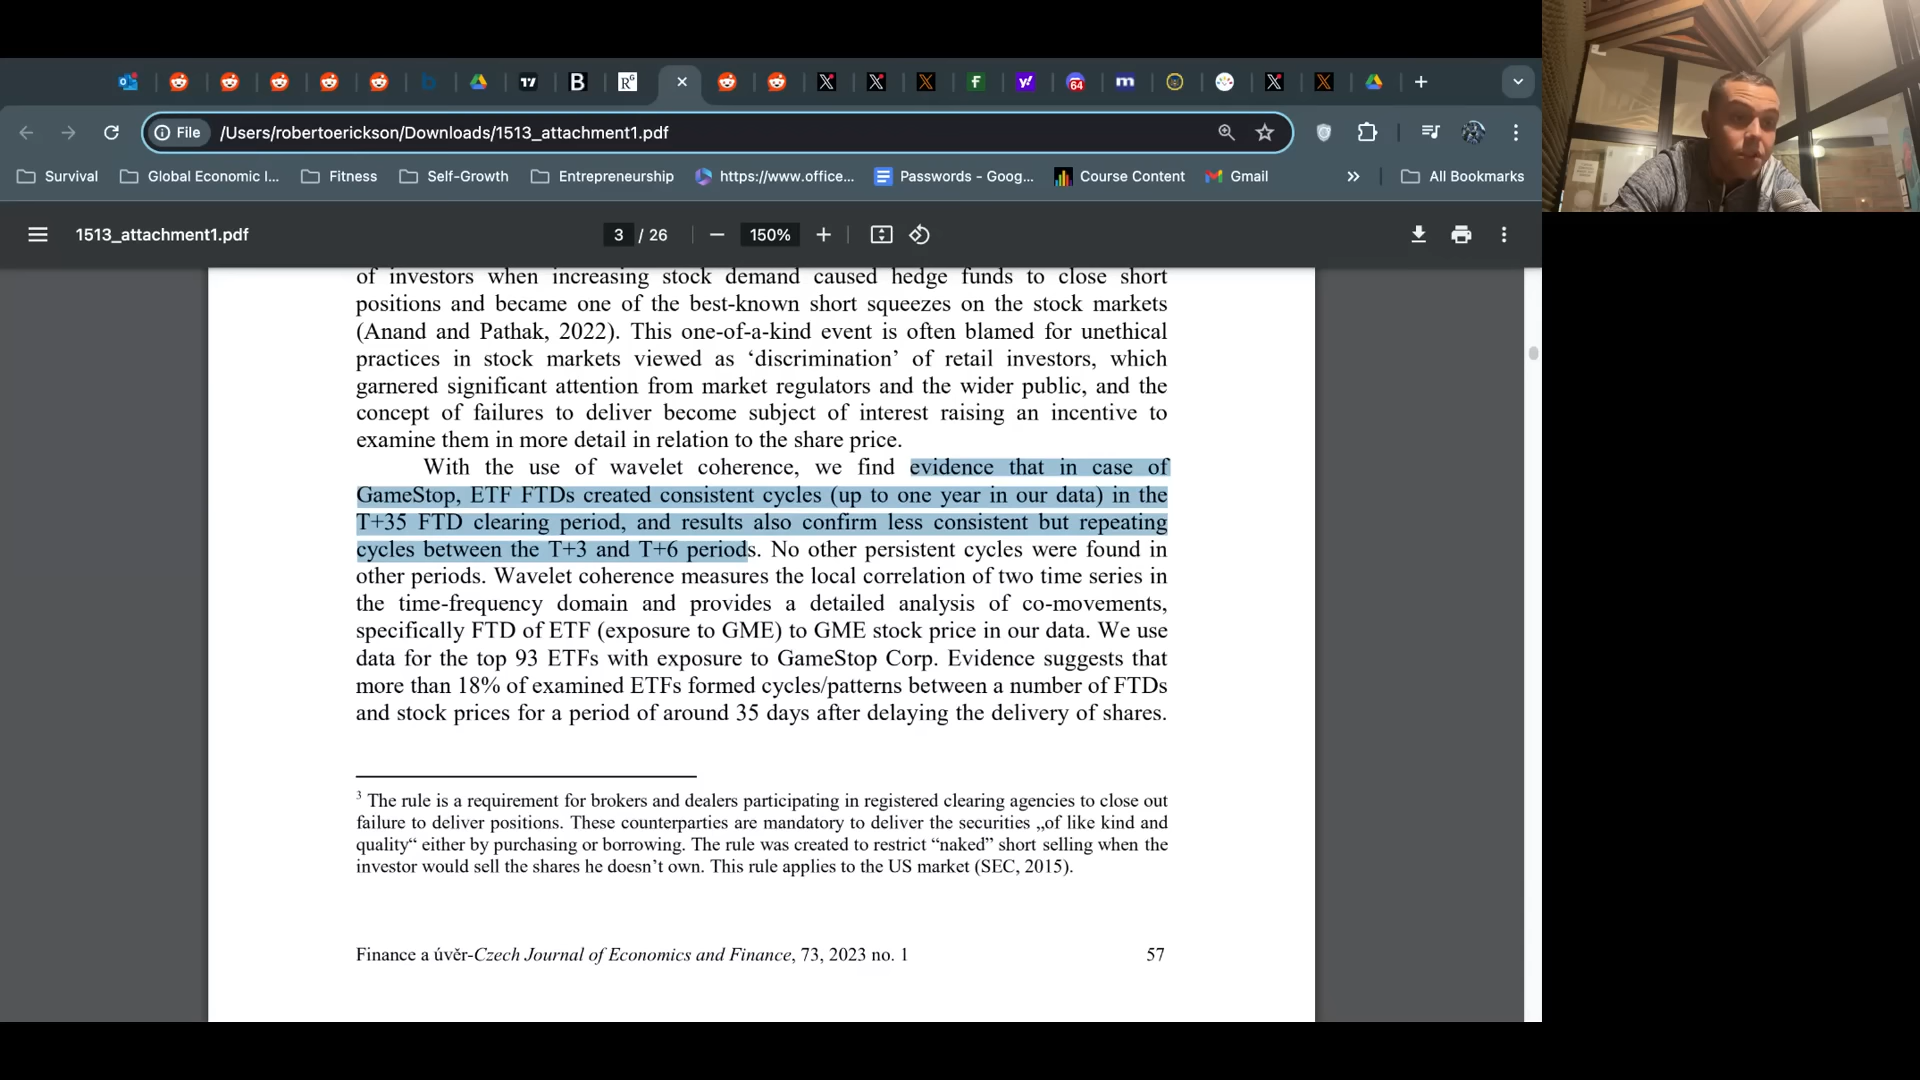 64
File
/Users/robertoerickson/Downloads/1513_attachment1.pdf
Survival
Global Economic I...
Fitness
Self-Growth
Entrepreneurship
https://www.office...
Passwords - Goog...
Course Content
Gmail
All Bookmarks
1513_attachment1.pdf
3 / 26
150%
of investors when increasing stock demand caused hedge funds to close short
positions and became one of the best-known short squeezes on the stock markets
(Anand and Pathak, 2022). This one-of-a-kind event is often blamed for unethical
practices in stock markets viewed as ‘discrimination’ of retail investors, which
garnered significant attention from market regulators and the wider public, and the
concept of failures to deliver become subject of interest raising an incentive to
examine them in more detail in relation to the share price.
With the use of wavelet coherence, we find evidence that in case of
GameStop, ETF FTDs created consistent cycles (up to one year in our data) in the
T+35 FTD clearing period, and results also confirm less consistent but repeating
cycles between the T+3 and T+6 periods. No other persistent cycles were found in
other periods. Wavelet coherence measures the local correlation of two time series in
the time-frequency domain and provides a detailed analysis of co-movements,
specifically FTD of ETF (exposure to GME) to GME stock price in our data. We use
data for the top 93 ETFs with exposure to GameStop Corp. Evidence suggests that
more than 18% of examined ETFs formed cycles/patterns between a number of FTDs
and stock prices for a period of around 35 days after delaying the delivery of shares.
3 The rule is a requirement for brokers and dealers participating in registered clearing agencies to close out
failure to deliver positions. These counterparties are mandatory to deliver the securities „of like kind and
quality“ either by purchasing or borrowing. The rule was created to restrict “naked” short selling when the
investor would sell the shares he doesn’t own. This rule applies to the US market (SEC, 2015).
Finance a úvěr-Czech Journal of Economics and Finance, 73, 2023 no. 1
57